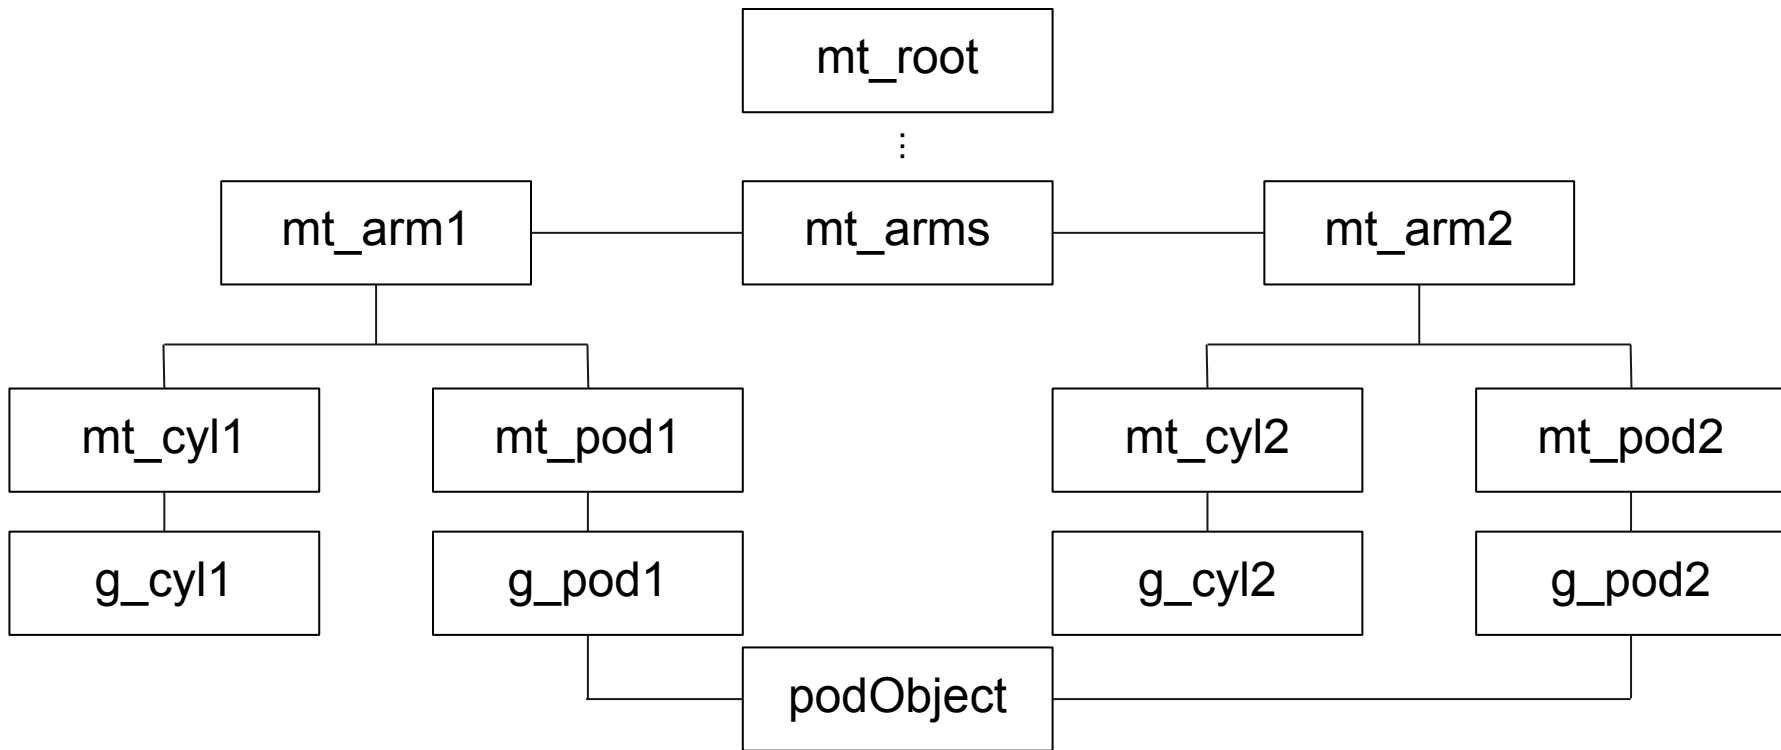 mt_root
⋮
mt_arm1
mt_arms
mt_arm2
mt_cyl1
mt_pod1
mt_cyl2
mt_pod2
g_cyl1
g_pod1
g_cyl2
g_pod2
podObject